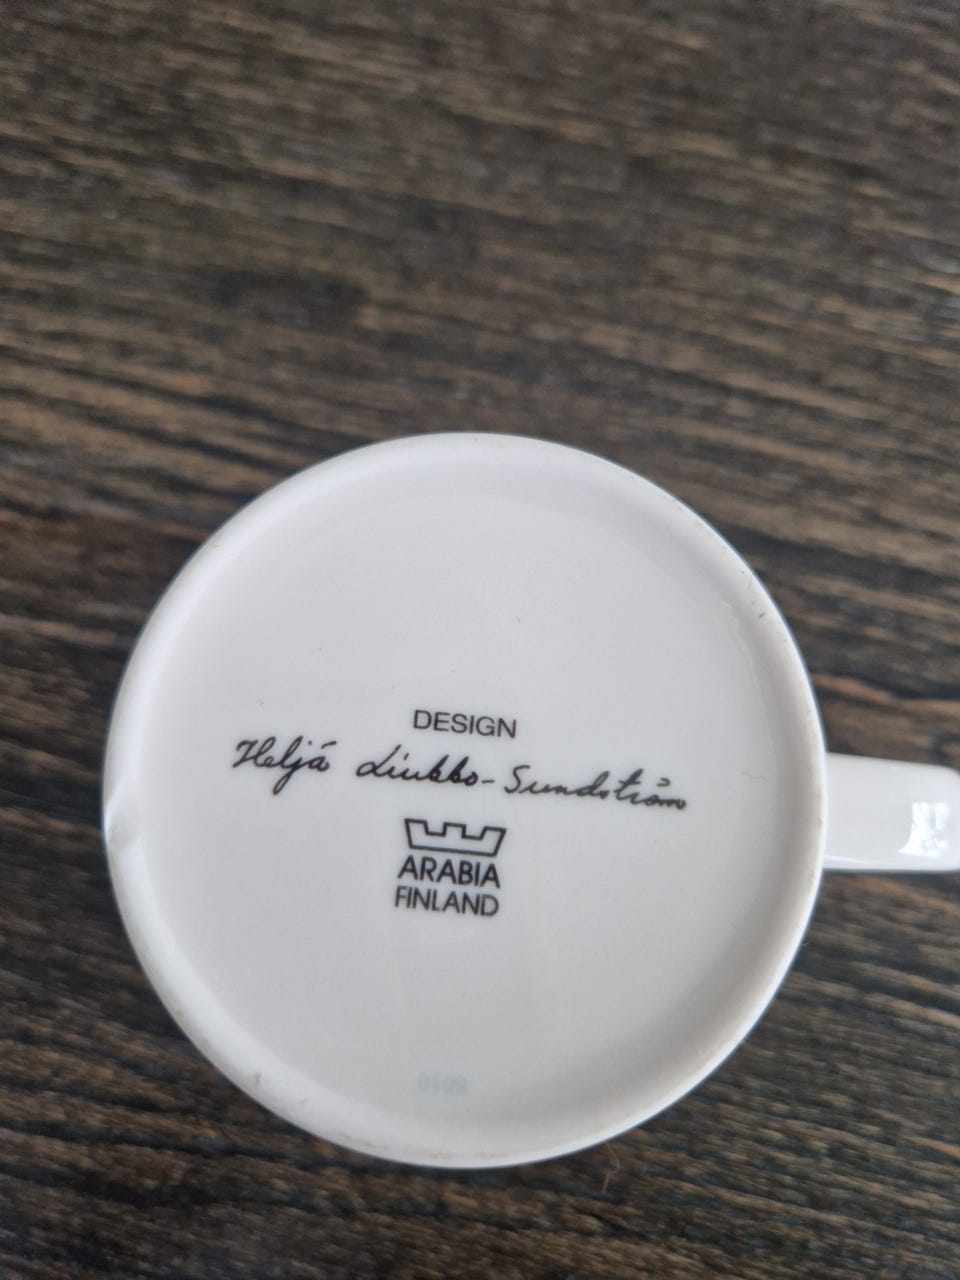 DESIGN
Heljä Liukko-Sundström
ARABIA
FINLAND